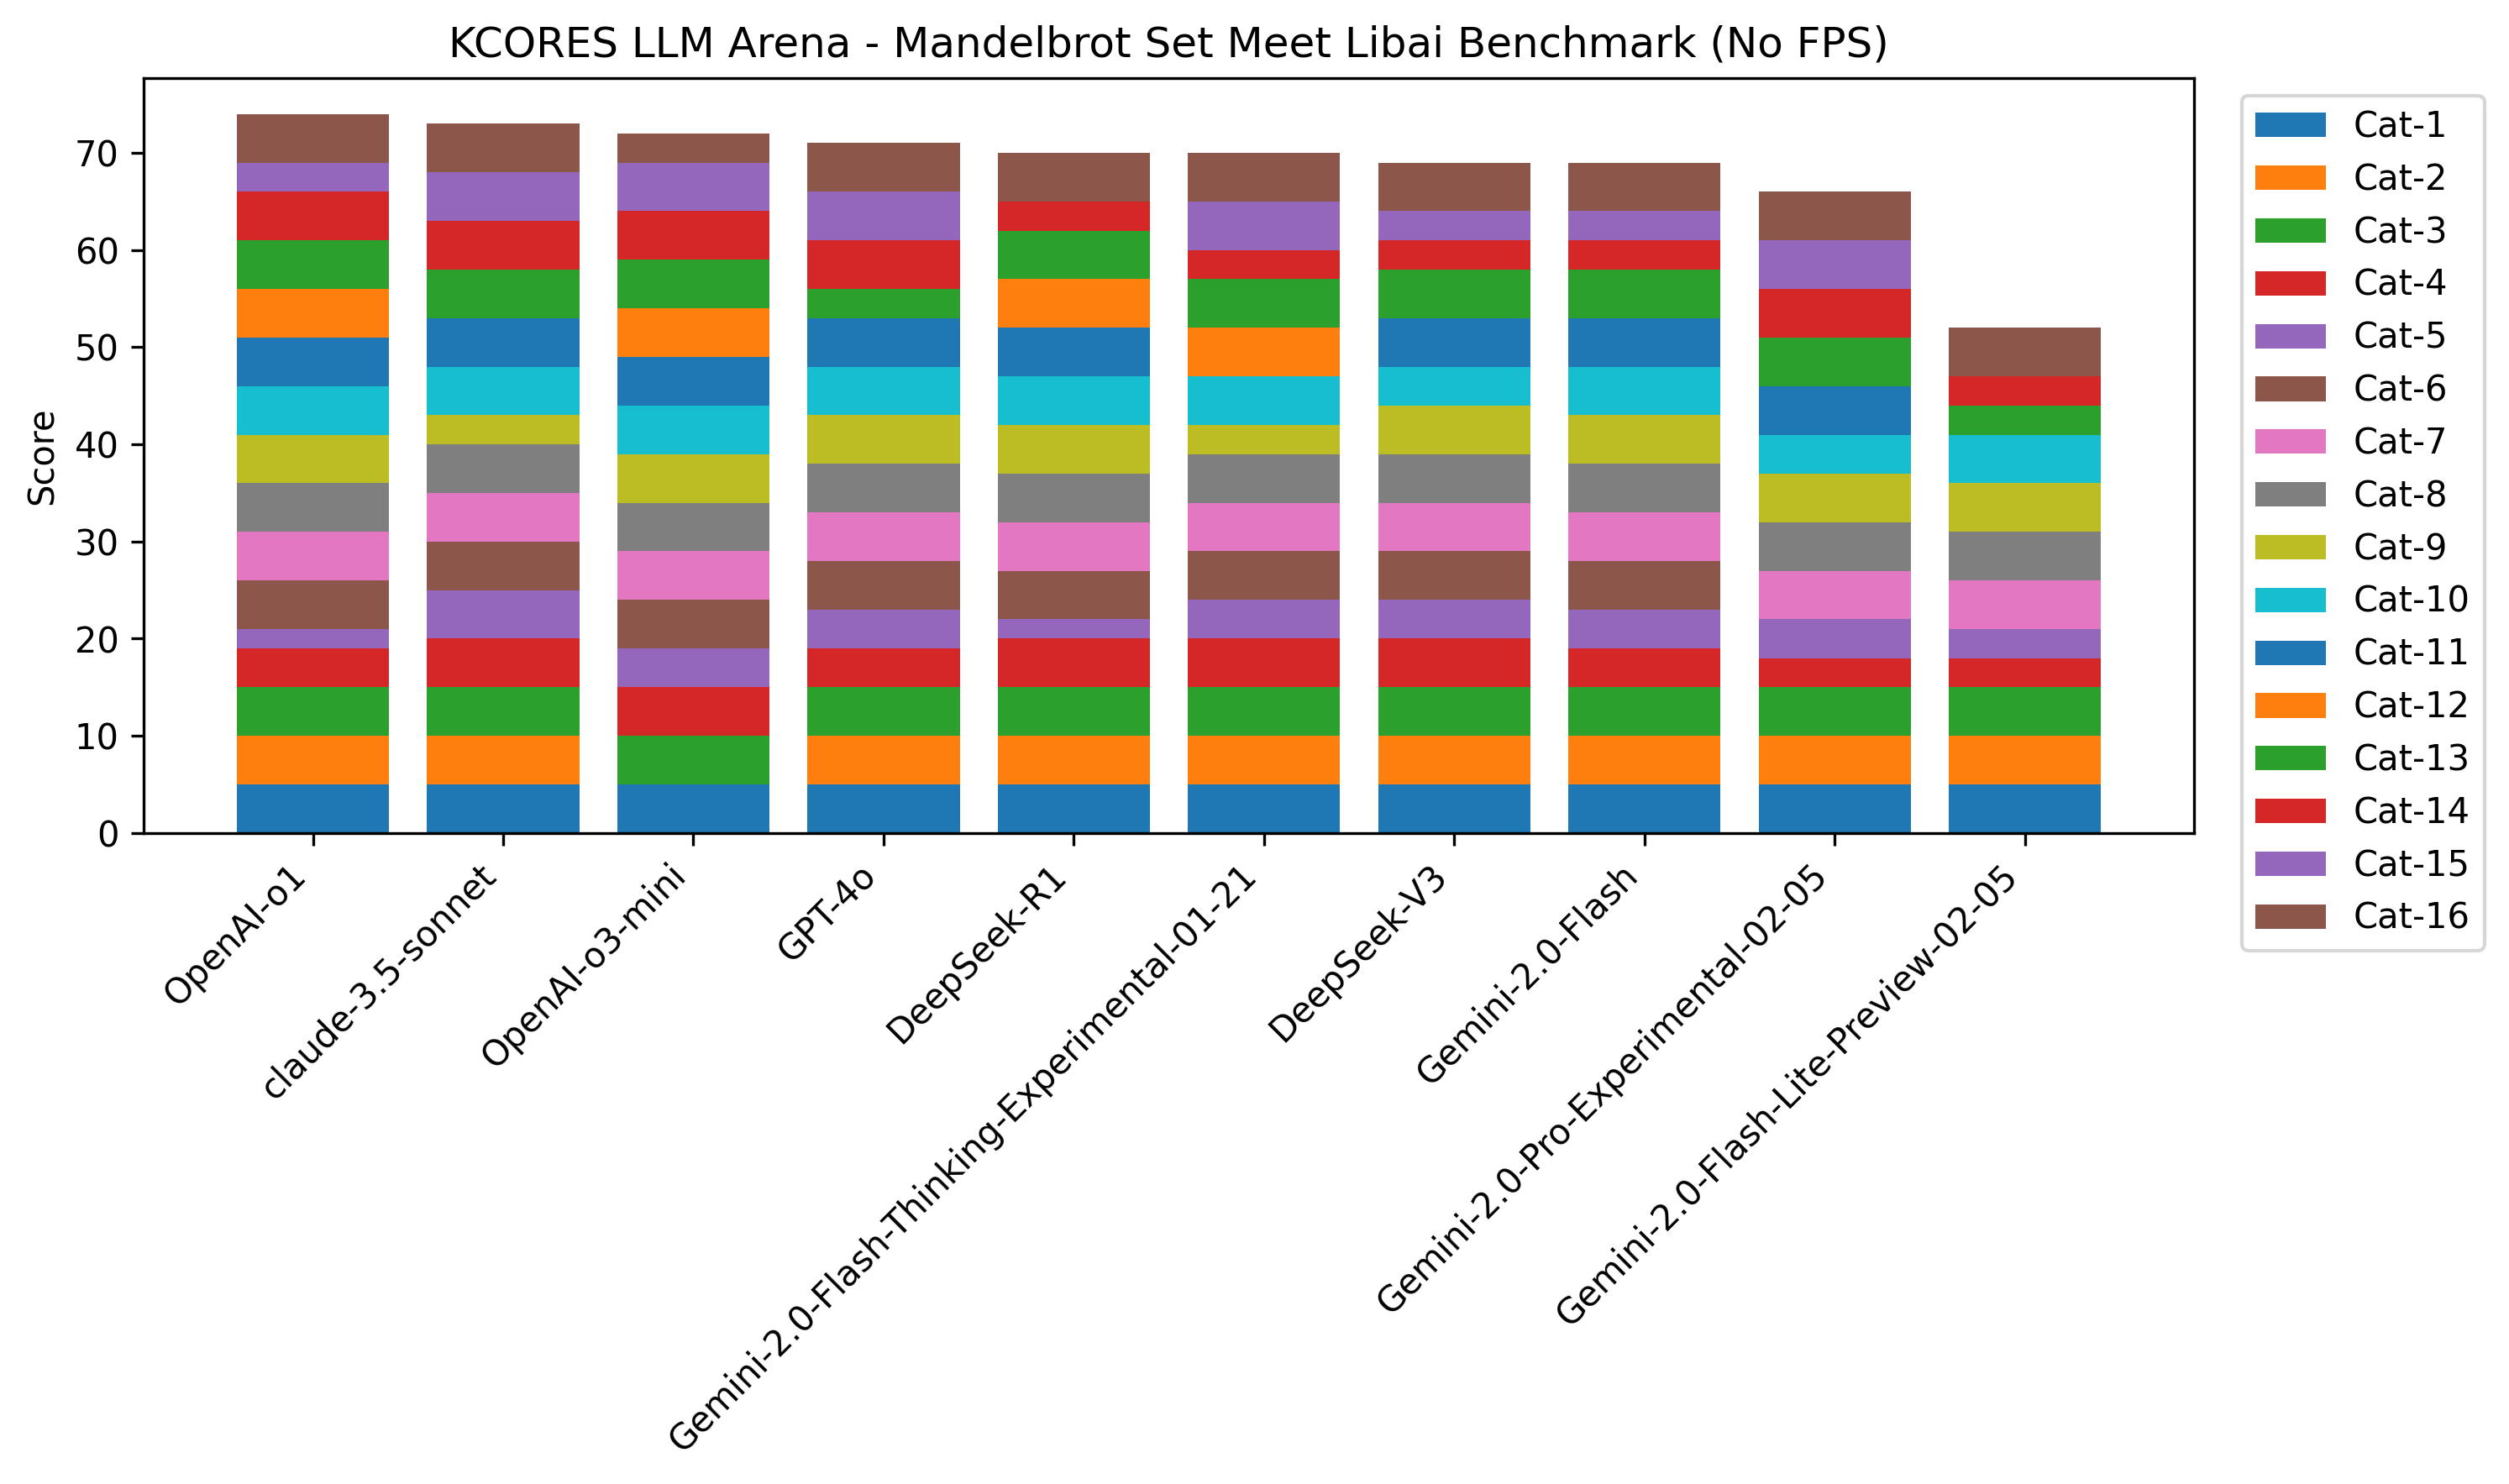 KCORES LLM Arena - Mandelbrot Set Meet Libai Benchmark (No FPS)
Score
70
60
50
40
30
20
10
0
OpenAI-o1
claude-3.5-sonnet
OpenAI-o3-mini
GPT-4o
DeepSeek-R1
Gemini-2.0-Flash-Thinking-Experimental-01-21
DeepSeek-V3
Gemini-2.0-Flash
Gemini-2.0-Pro-Experimental-02-05
Gemini-2.0-Flash-Lite-Preview-02-05
Cat-1
Cat-2
Cat-3
Cat-4
Cat-5
Cat-6
Cat-7
Cat-8
Cat-9
Cat-10
Cat-11
Cat-12
Cat-13
Cat-14
Cat-15
Cat-16